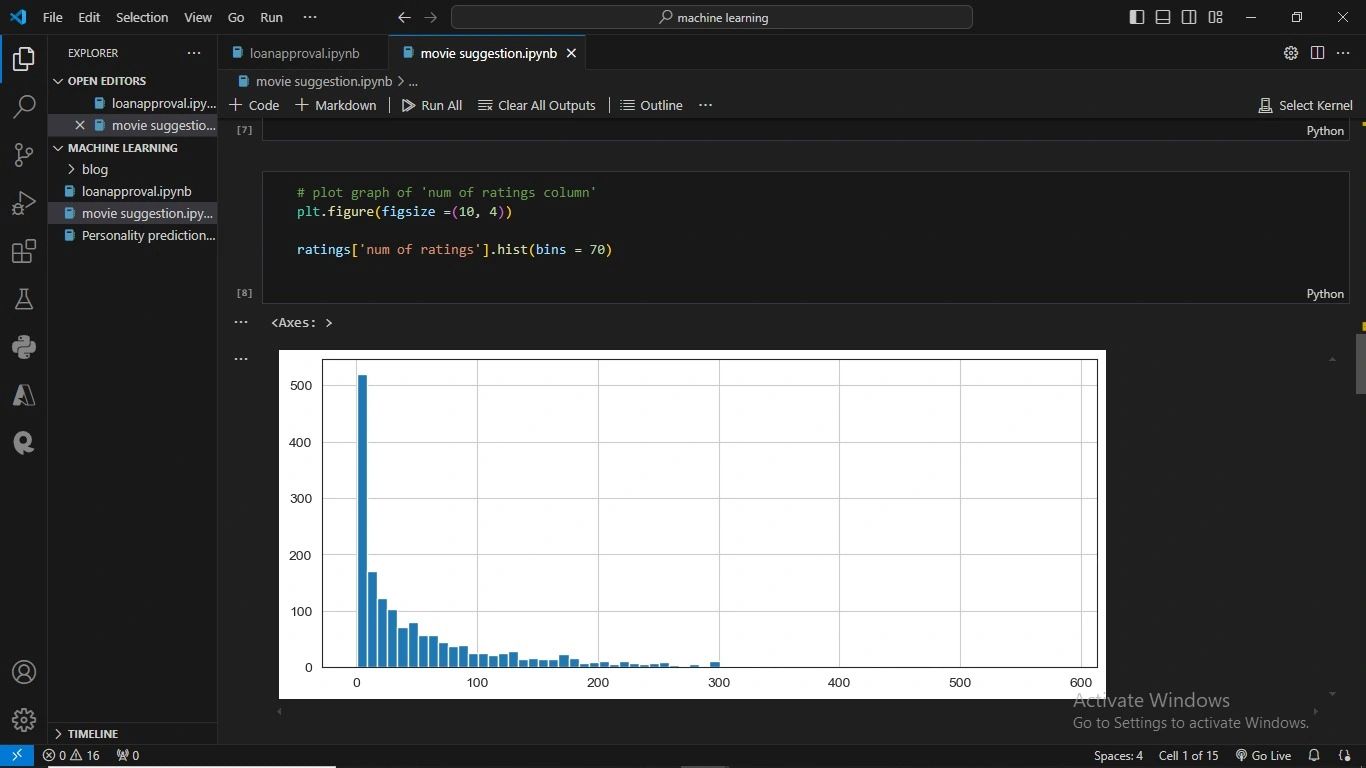 File Edit Selection View Go Run ··· machine learning
EXPLORER ···
loanapproval.ipynb
movie suggestion.ipynb
OPEN EDITORS
loanapproval.ipy...
movie suggestio...
MACHINE LEARNING
blog
loanapproval.ipynb
movie suggestion.ipy...
Personality prediction...
TIMELINE
movie suggestion.ipynb > ...
+ Code + Markdown Run All Clear All Outputs Outline ··· Select Kernel
[7] Python
# plot graph of 'num of ratings column'
plt.figure(figsize =(10, 4))
ratings['num of ratings'].hist(bins = 70)
[8] Python
··· <Axes: >
···
500
400
300
200
100
0
0 100 200 300 400 500 600
Activate Windows
Go to Settings to activate Windows.
0 16 0 Spaces: 4 Cell 1 of 15 Go Live